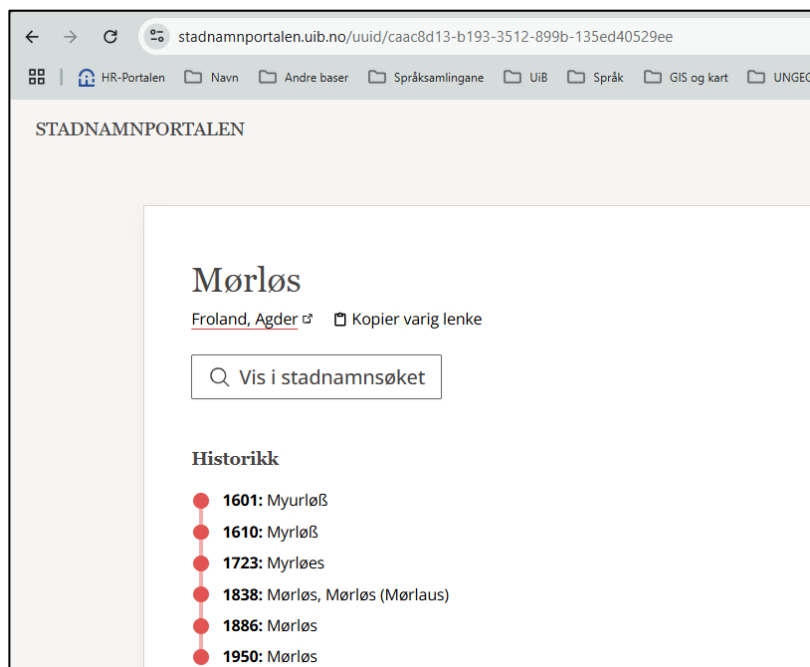 stadnamnportalen.uib.no/uuid/caac8d13-b193-3512-899b-135ed40529ee
HR-Portalen Navn Andre baser Språksamlingane UiB Språk GIS og kart UNGEG
STADNAMNPORTALEN
Mørløs
Froland, Agder Kopier varig lenke
Vis i stadnamnsøket
Historikk
1601: Myurløß
1610: Myrløß
1723: Myrløes
1838: Mørløs, Mørløs (Mørlaus)
1886: Mørløs
1950: Mørløs